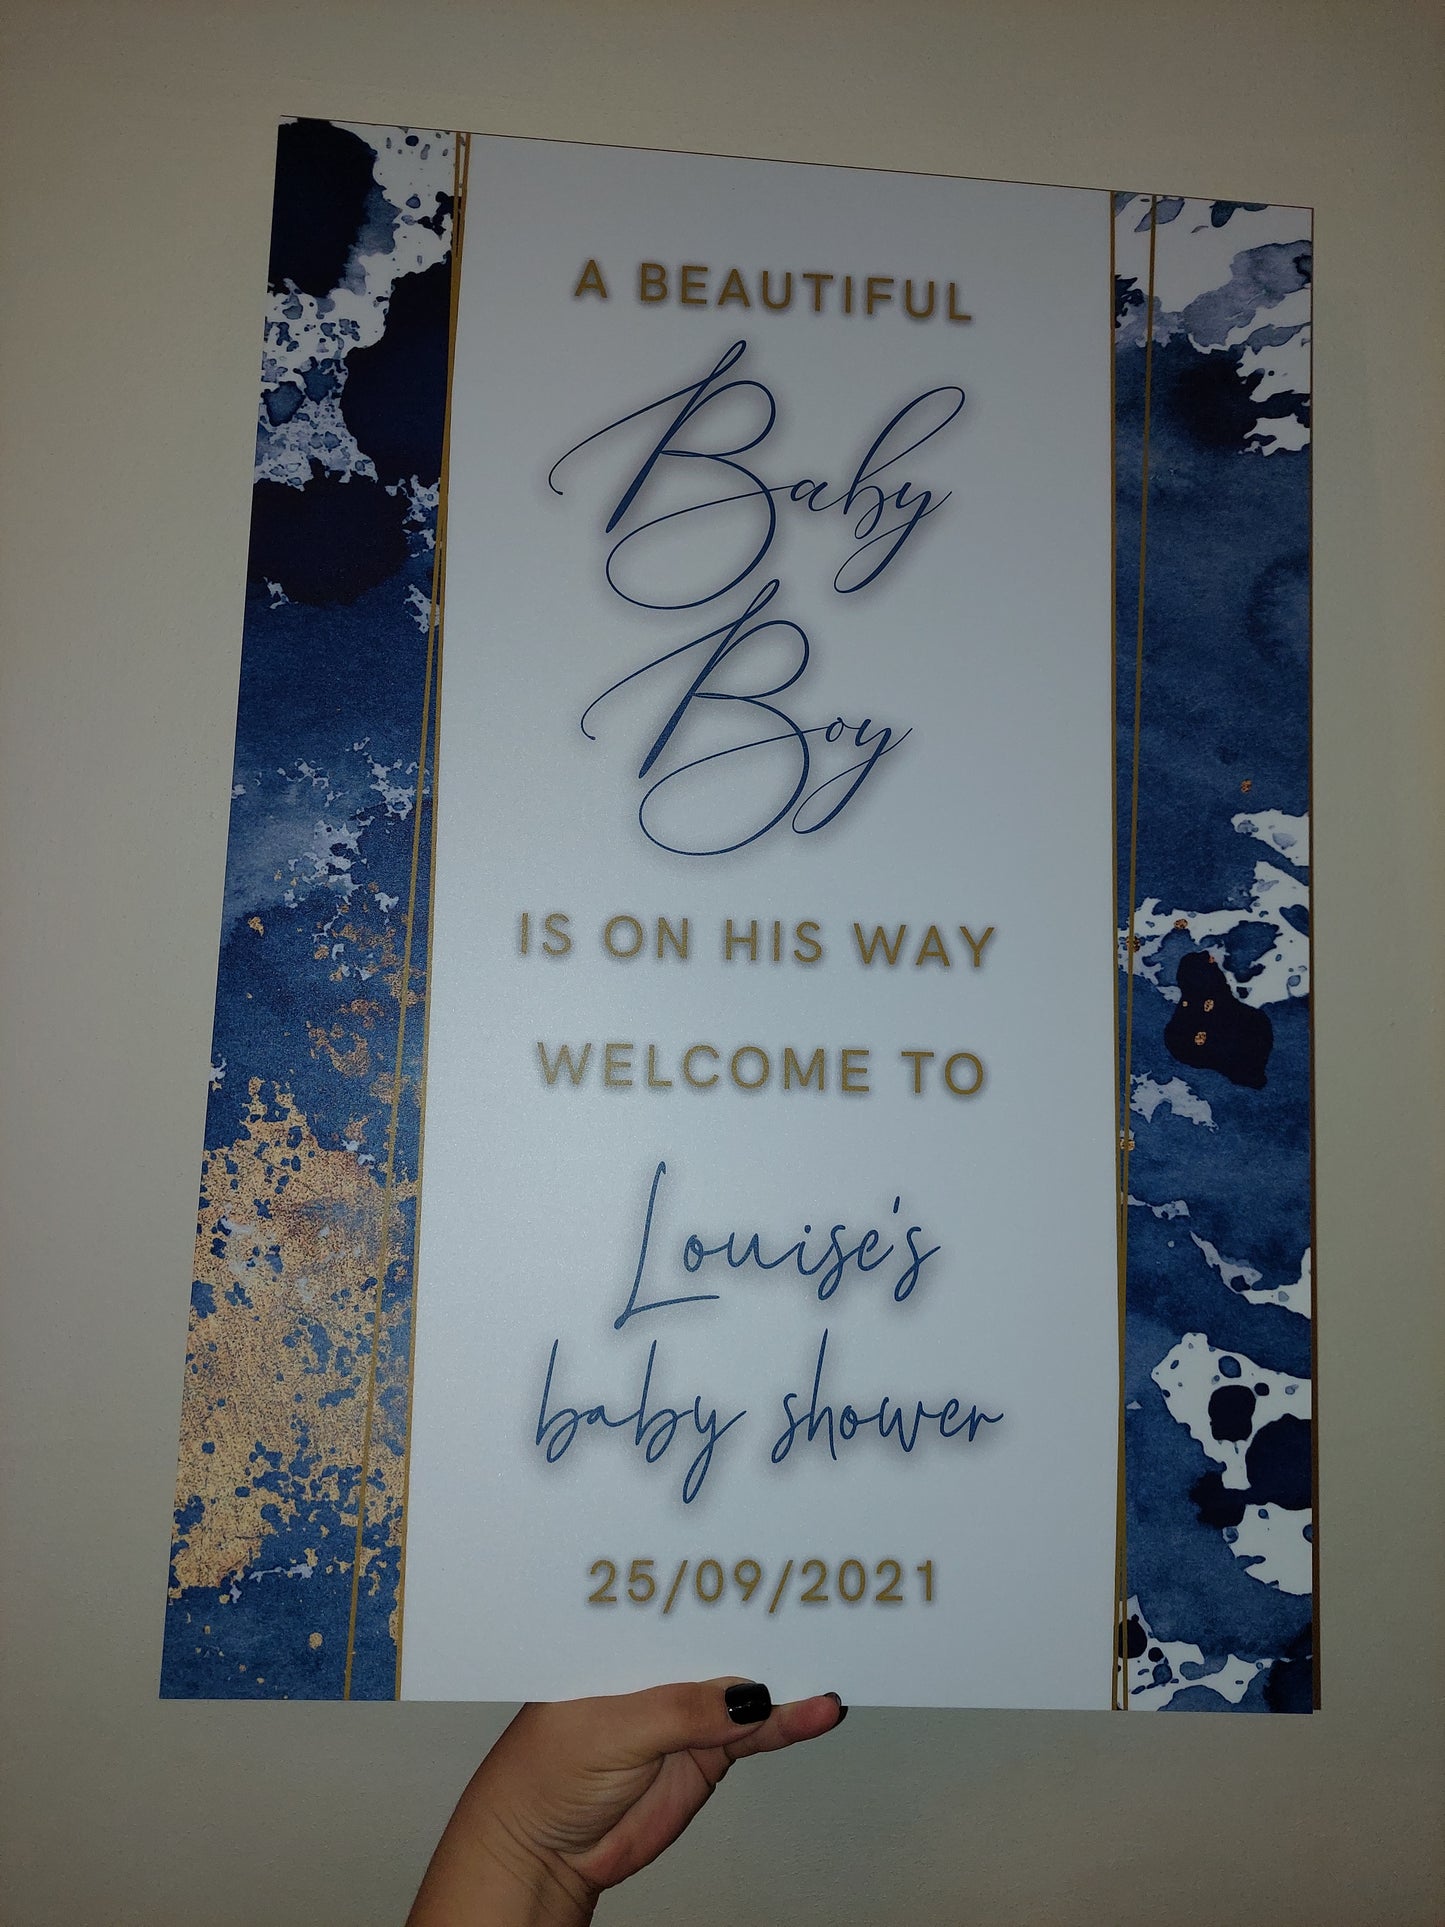 A BEAUTIFUL
Baby
Boy
IS ON HIS WAY
WELCOME TO
Louise's
baby shower
25/09/2021